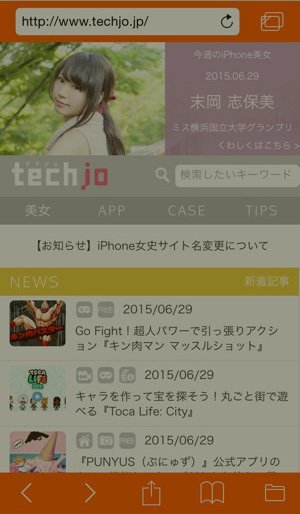 http://www.techjo.jp/
今週のiPhone美女
2015.06.29
末岡 志保美
ミス横浜国立大学グランプリ
くわしくはこちら >
テクジョ
techjo
検索したいキーワード
美女 APP CASE TIPS
【お知らせ】iPhone女史サイト名変更について
NEWS 新着記事
FREE 2015/06/29
Go Fight！超人パワーで引っ張りアクシ
ョン『キン肉マン マッスルショット』
2015/06/29
TOCA
LIFE
キャラを作って宝を探そう！丸ごと街で遊
べる『Toca Life: City』
FREE 2015/06/29
『PUNYUS（ぷにゅず）』公式アプリの